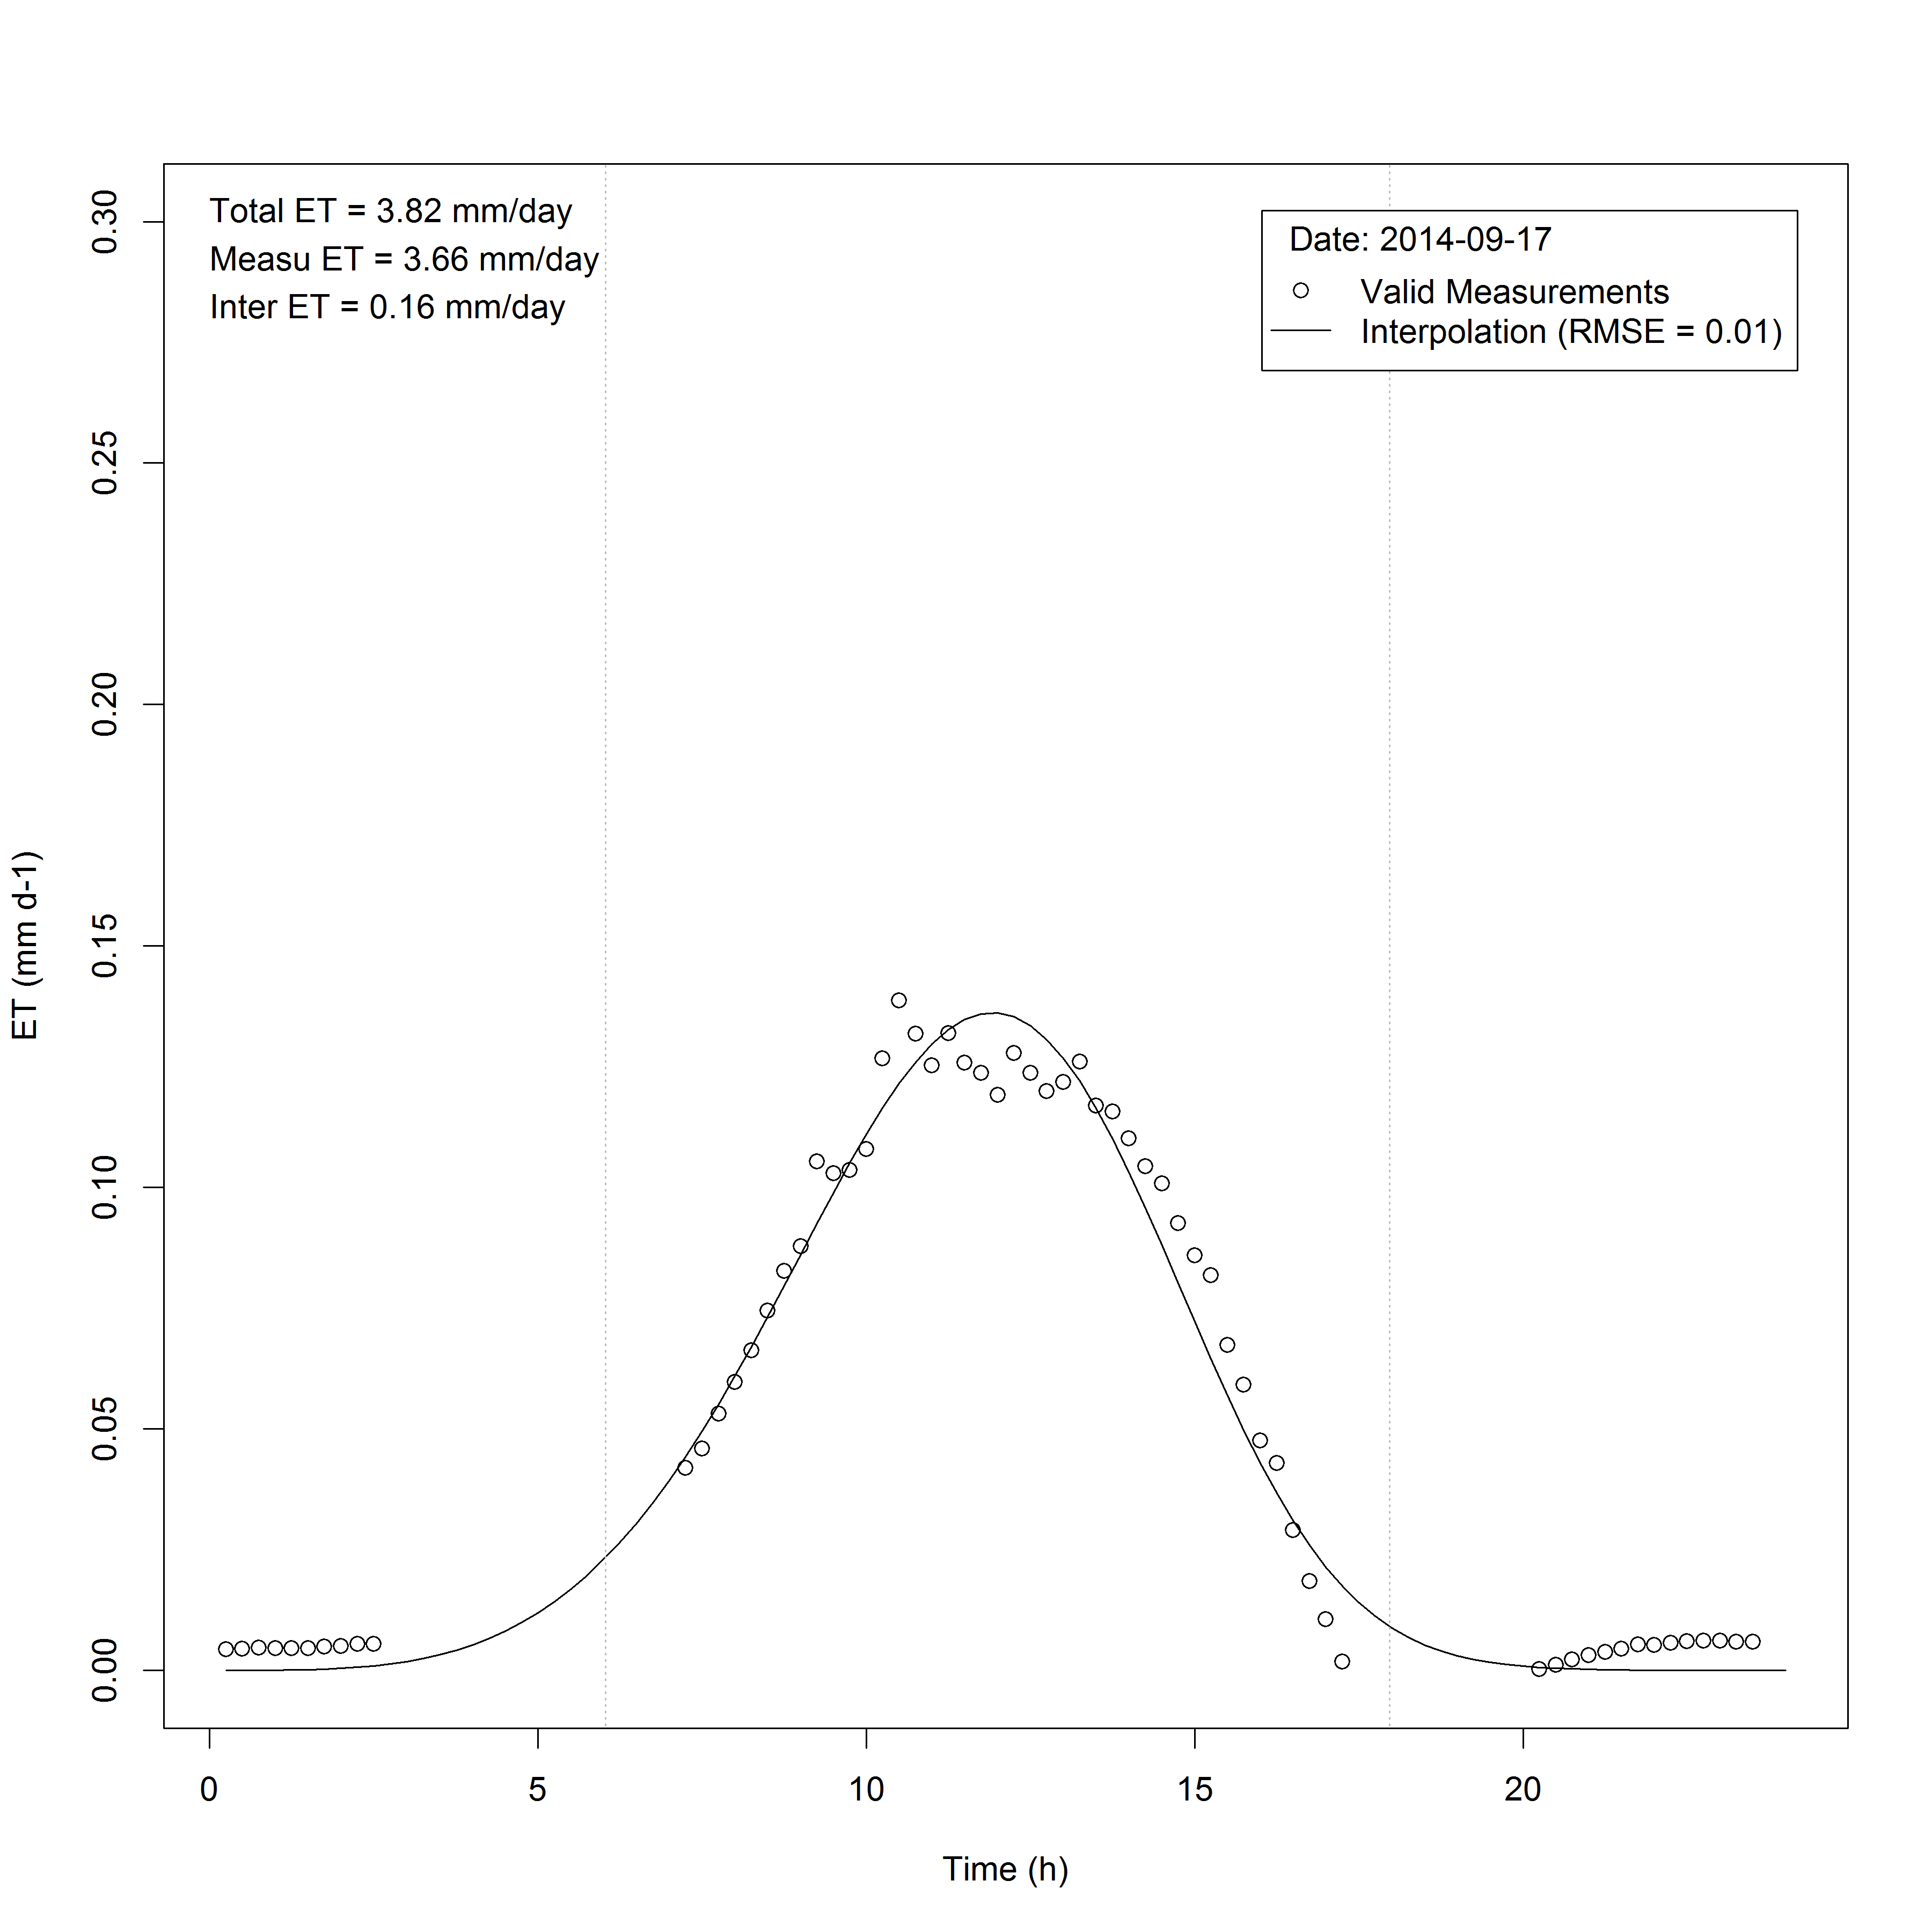 Total ET = 3.82 mm/day
Measu ET = 3.66 mm/day
Inter ET = 0.16 mm/day
Date: 2014-09-17
Valid Measurements
Interpolation (RMSE = 0.01)
0.30
0.25
0.20
0.15
0.10
0.05
0.00
ET (mm d-1)
0 5 10 15 20
Time (h)